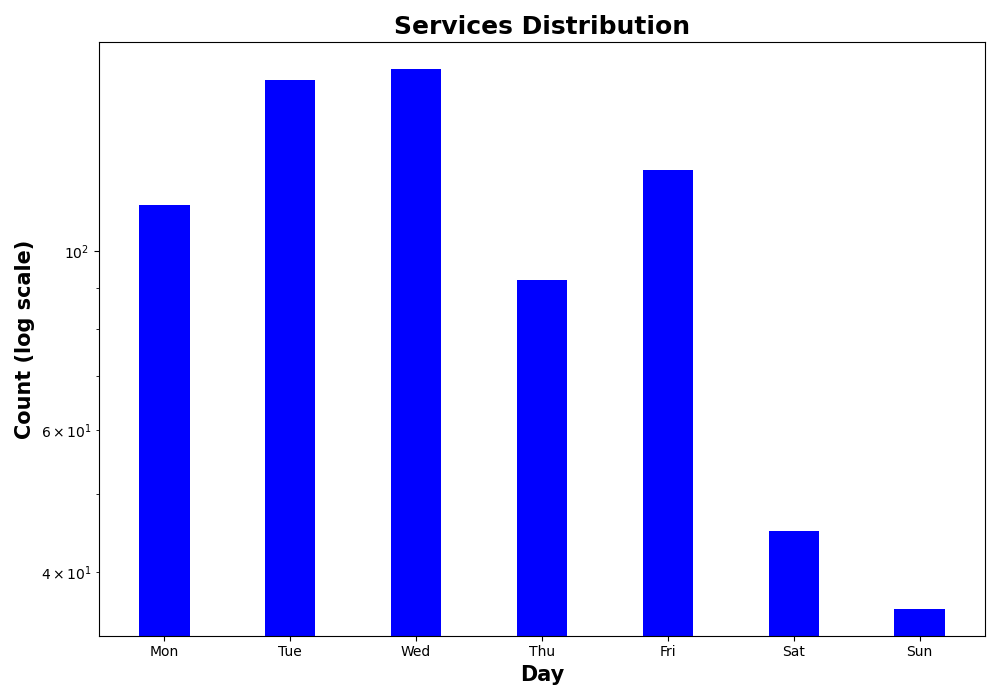 Services Distribution
Count (log scale)
10²
6 × 10¹
4 × 10¹
Mon Tue Wed Thu Fri Sat Sun
Day